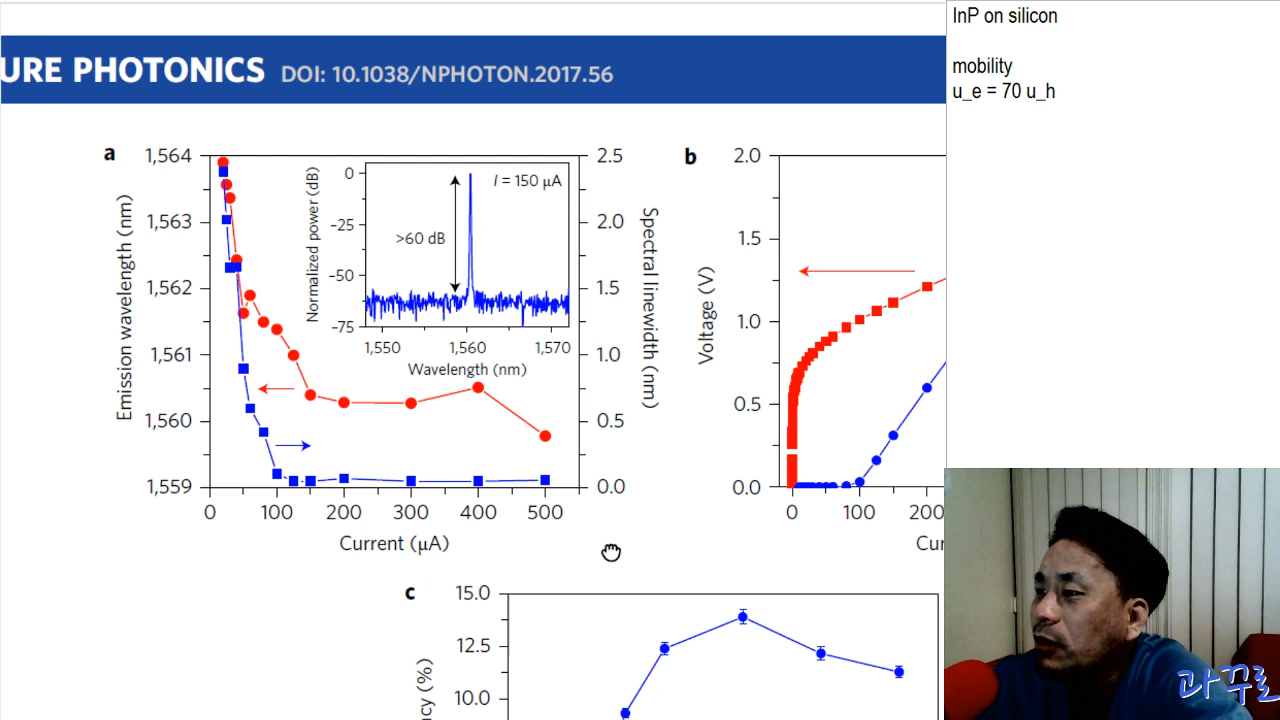 InP on silicon
mobility
u_e = 70 u_h
URE PHOTONICS DOI: 10.1038/NPHOTON.2017.56
a
Emission wavelength (nm)
1,564
1,563
1,562
1,561
1,560
1,559
0 100 200 300 400 500
Current (μA)
2.5
2.0
1.5
1.0
0.5
0.0
Spectral linewidth (nm)
Normalized power (dB)
0
−25
−50
−75
I = 150 μA
>60 dB
1,550 1,560 1,570
Wavelength (nm)
b
Voltage (V)
2.0
1.5
1.0
0.5
0.0
0 100 200
Cur
c
15.0
12.5
10.0
ncy (%)
과꾸로